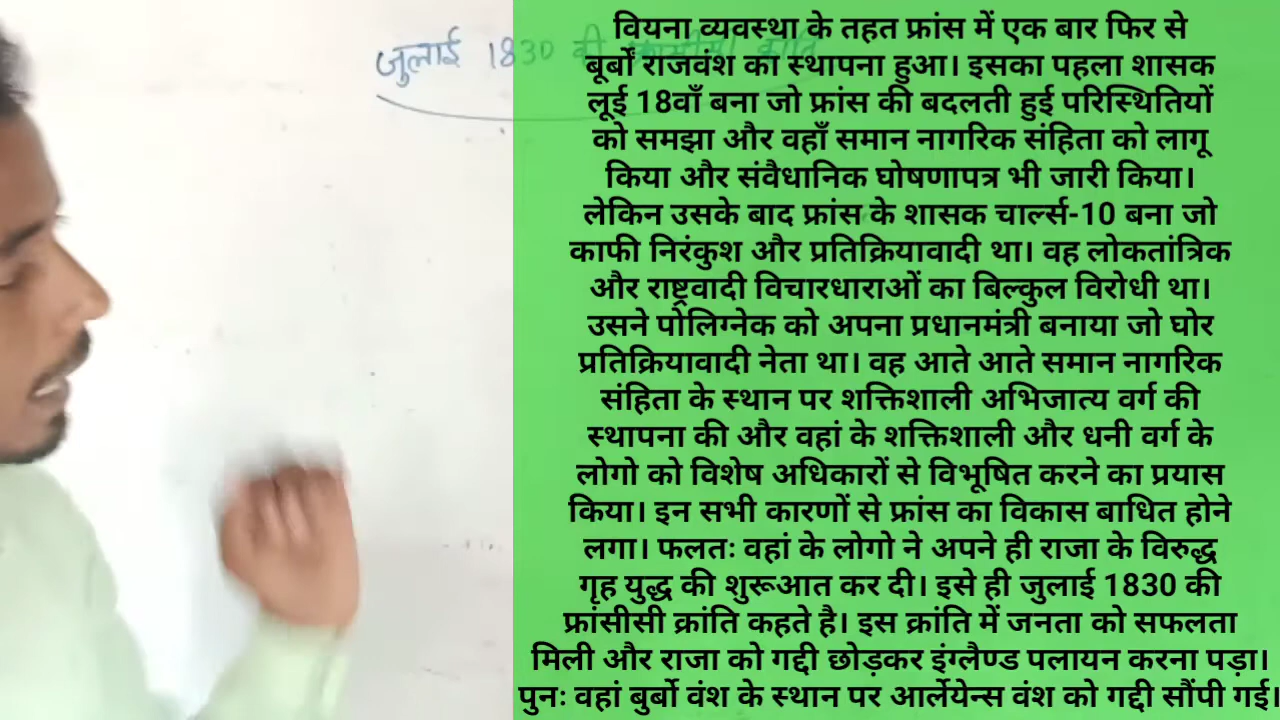 जुलाई 1830 की फ्रांसीसी क्रांति
वियना व्यवस्था के तहत फ्रांस में एक बार फिर से
बूर्बों राजवंश का स्थापना हुआ। इसका पहला शासक
लूई 18वाँ बना जो फ्रांस की बदलती हुई परिस्थितियों
को समझा और वहाँ समान नागरिक संहिता को लागू
किया और संवैधानिक घोषणापत्र भी जारी किया।
लेकिन उसके बाद फ्रांस के शासक चार्ल्स-10 बना जो
काफी निरंकुश और प्रतिक्रियावादी था। वह लोकतांत्रिक
और राष्ट्रवादी विचारधाराओं का बिल्कुल विरोधी था।
उसने पोलिग्नेक को अपना प्रधानमंत्री बनाया जो घोर
प्रतिक्रियावादी नेता था। वह आते आते समान नागरिक
संहिता के स्थान पर शक्तिशाली अभिजात्य वर्ग की
स्थापना की और वहां के शक्तिशाली और धनी वर्ग के
लोगो को विशेष अधिकारों से विभूषित करने का प्रयास
किया। इन सभी कारणों से फ्रांस का विकास बाधित होने
लगा। फलतः वहां के लोगो ने अपने ही राजा के विरुद्ध
गृह युद्ध की शुरूआत कर दी। इसे ही जुलाई 1830 की
फ्रांसीसी क्रांति कहते है। इस क्रांति में जनता को सफलता
मिली और राजा को गद्दी छोड़कर इंग्लैण्ड पलायन करना पड़ा।
पुनः वहां बुर्बो वंश के स्थान पर आर्लेयेन्स वंश को गद्दी सौंपी गई।